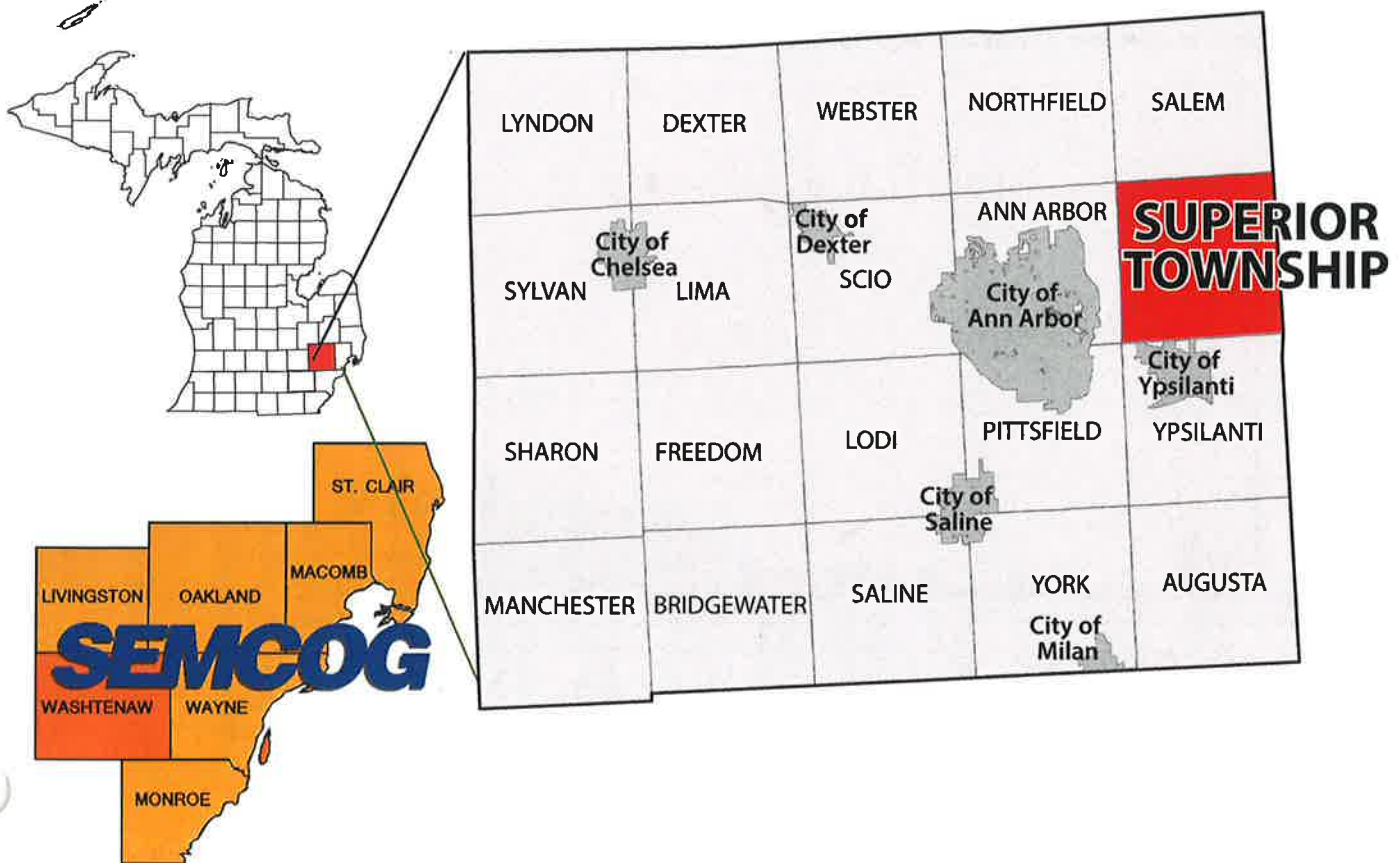 LYNDON
DEXTER
WEBSTER
NORTHFIELD
SALEM
SYLVAN
City of
Chelsea
LIMA
City of
Dexter
SCIO
ANN ARBOR
City of
Ann Arbor
SUPERIOR
TOWNSHIP
SHARON
FREEDOM
LODI
PITTSFIELD
City of
Ypsilanti
YPSILANTI
City of
Saline
MANCHESTER
BRIDGEWATER
SALINE
YORK
City of
Milan
AUGUSTA
ST. CLAIR
LIVINGSTON
OAKLAND
MACOMB
SEMCOG
WASHTENAW
WAYNE
MONROE